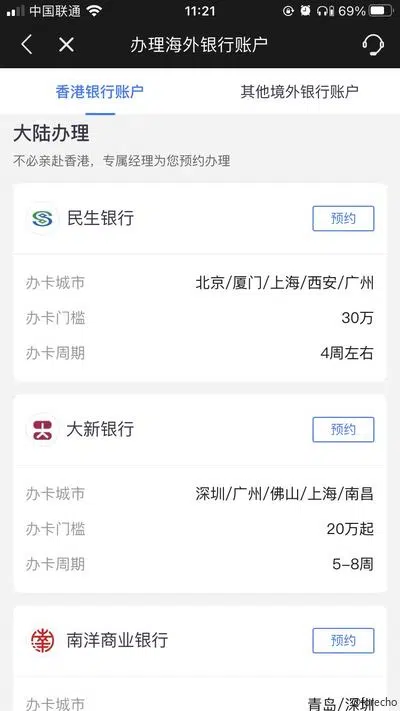 中国联通 11:21 69%
办理海外银行账户
香港银行账户 其他境外银行账户
大陆办理
不必亲赴香港，专属经理为您预约办理
民生银行 预约
办卡城市 北京/厦门/上海/西安/广州
办卡门槛 30万
办卡周期 4周左右
大新银行 预约
办卡城市 深圳/广州/佛山/上海/南昌
办卡门槛 20万起
办卡周期 5-8周
南洋商业银行 预约
办卡城市 青岛/深圳